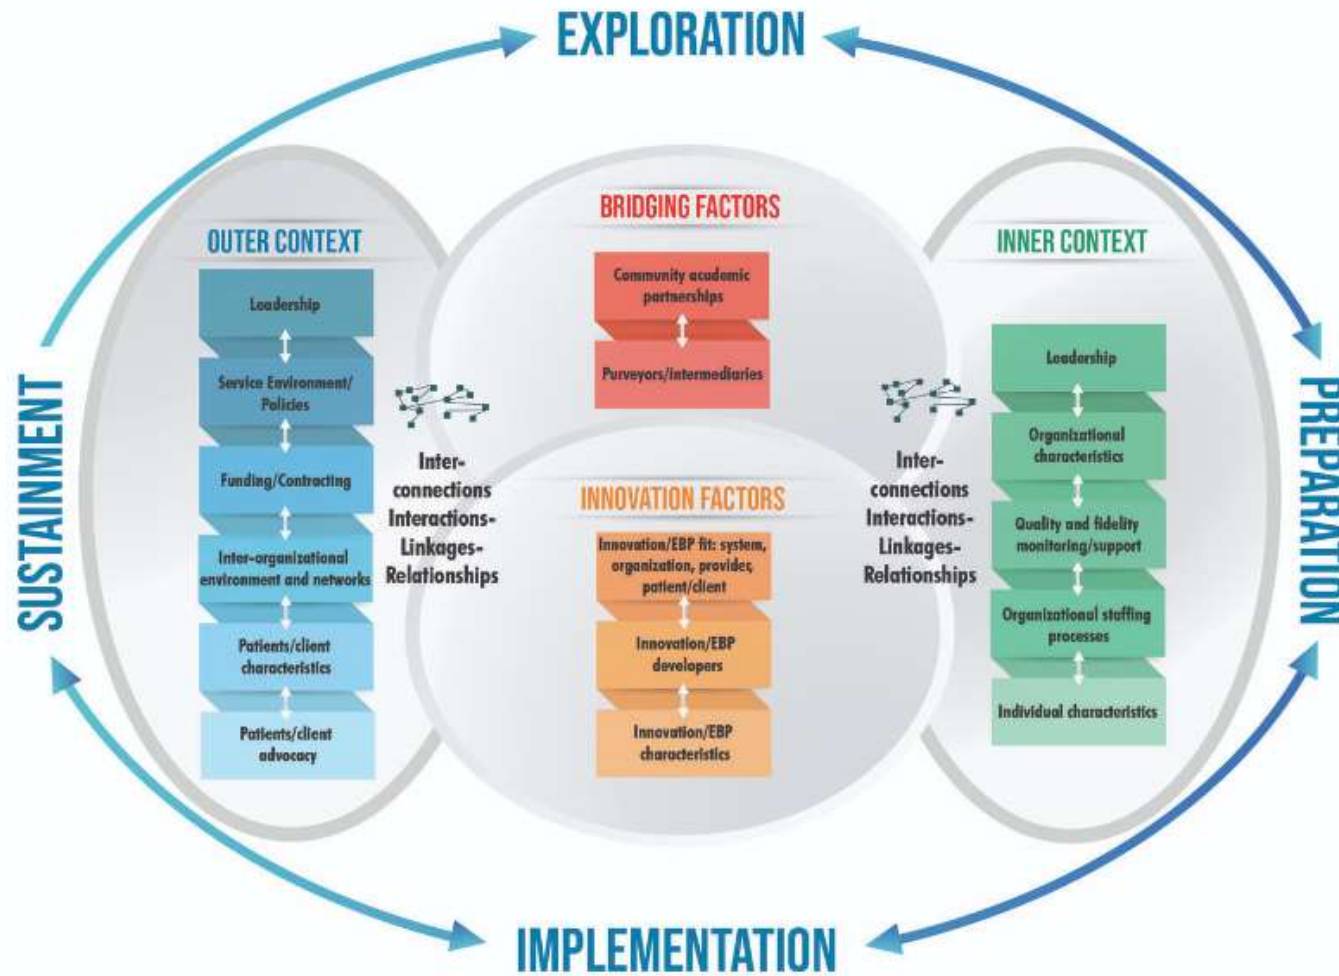 EXPLORATION
SUSTAINMENT
PREPARATION
IMPLEMENTATION
OUTER CONTEXT
Leadership
Service Environment/
Policies
Funding/Contracting
Inter-organizational
environment and networks
Patients/client
characteristics
Patients/client
advocacy
Inter-
connections
Interactions-
Linkages-
Relationships
BRIDGING FACTORS
Community academic
partnerships
Purveyors/Intermediaries
INNOVATION FACTORS
Innovation/EBP fit: system,
organization, provider,
patient/client
Innovation/EBP
developers
Innovation/EBP
characteristics
Inter-
connections
Interactions-
Linkages-
Relationships
INNER CONTEXT
Leadership
Organizational
characteristics
Quality and fidelity
monitoring/support
Organizational staffing
processes
Individual characteristics